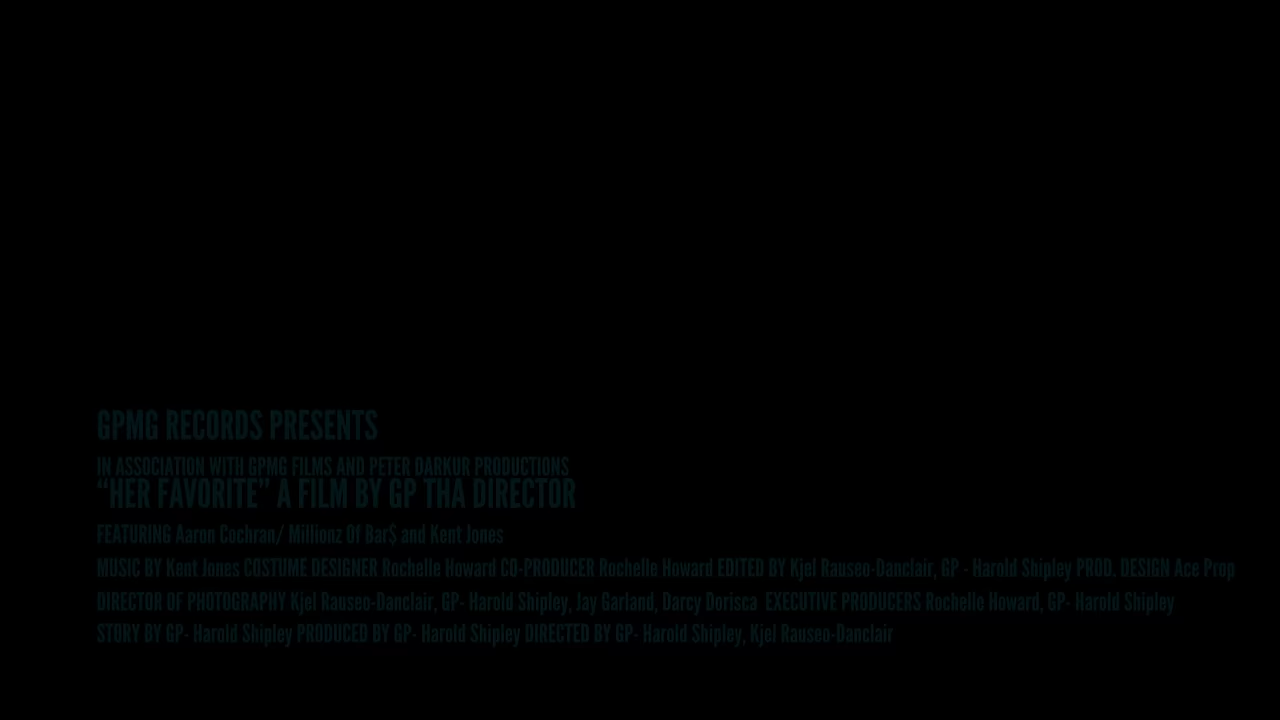 GPMG RECORDS PRESENTS
IN ASSOCIATION WITH GPMG FILMS AND PETER DARKUR PRODUCTIONS
“HER FAVORITE” A FILM BY GP THA DIRECTOR
FEATURING Aaron Cochran/ Millionz Of Bar$ and Kent Jones
MUSIC BY Kent Jones COSTUME DESIGNER Rochelle Howard CO-PRODUCER Rochelle Howard EDITED BY Kjel Rauseo-Danclair, GP - Harold Shipley PROD. DESIGN Ace Prop
DIRECTOR OF PHOTOGRAPHY Kjel Rauseo-Danclair, GP- Harold Shipley, Jay Garland, Darcy Dorisca EXECUTIVE PRODUCERS Rochelle Howard, GP- Harold Shipley
STORY BY GP- Harold Shipley PRODUCED BY GP- Harold Shipley DIRECTED BY GP- Harold Shipley, Kjel Rauseo-Danclair